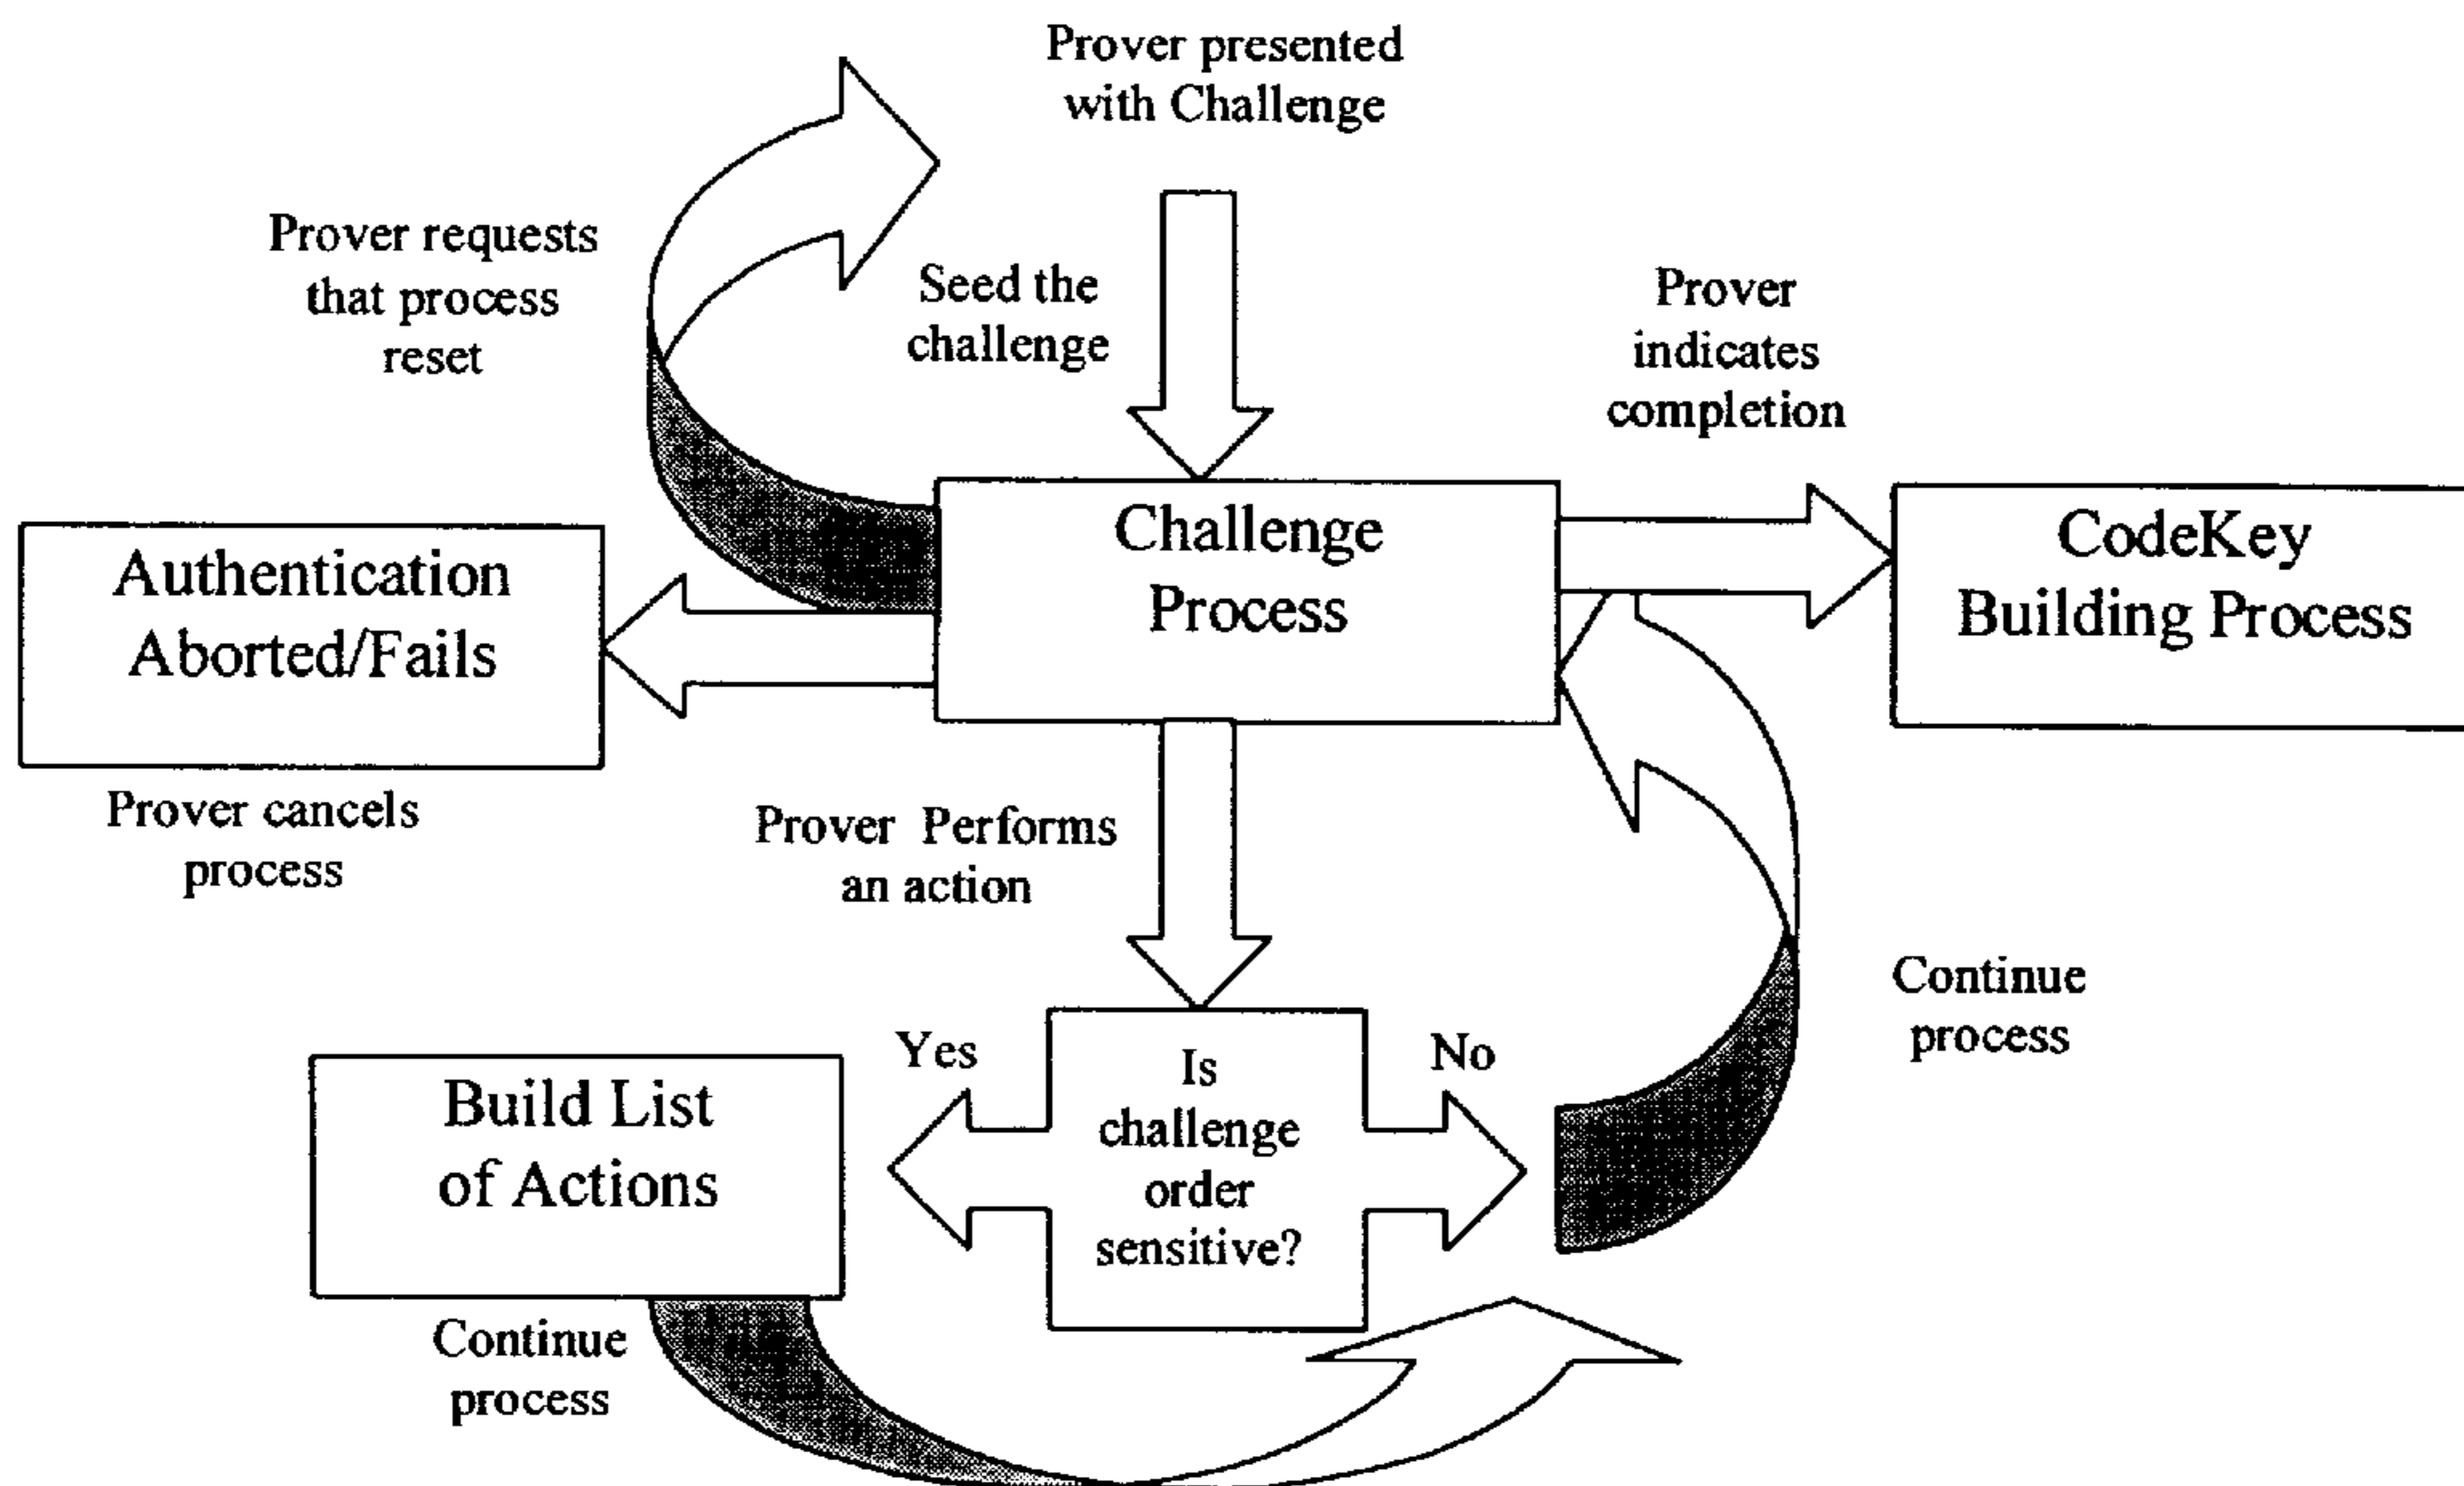 Prover presented
with Challenge
Prover requests
that process
reset
Seed the
challenge
Prover
indicates
completion
Challenge
Process
CodeKey
Building Process
Authentication
Aborted/Fails
Prover cancels
process
Prover Performs
an action
Continue
process
Yes
No
Is
challenge
order
sensitive?
Build List
of Actions
Continue
process